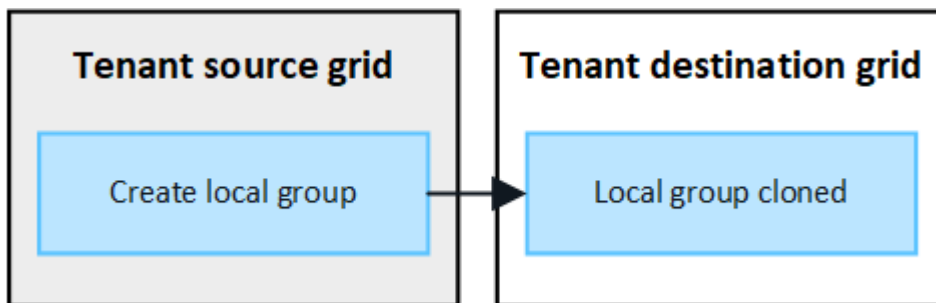 Tenant source grid
Create local group
Tenant destination grid
Local group cloned